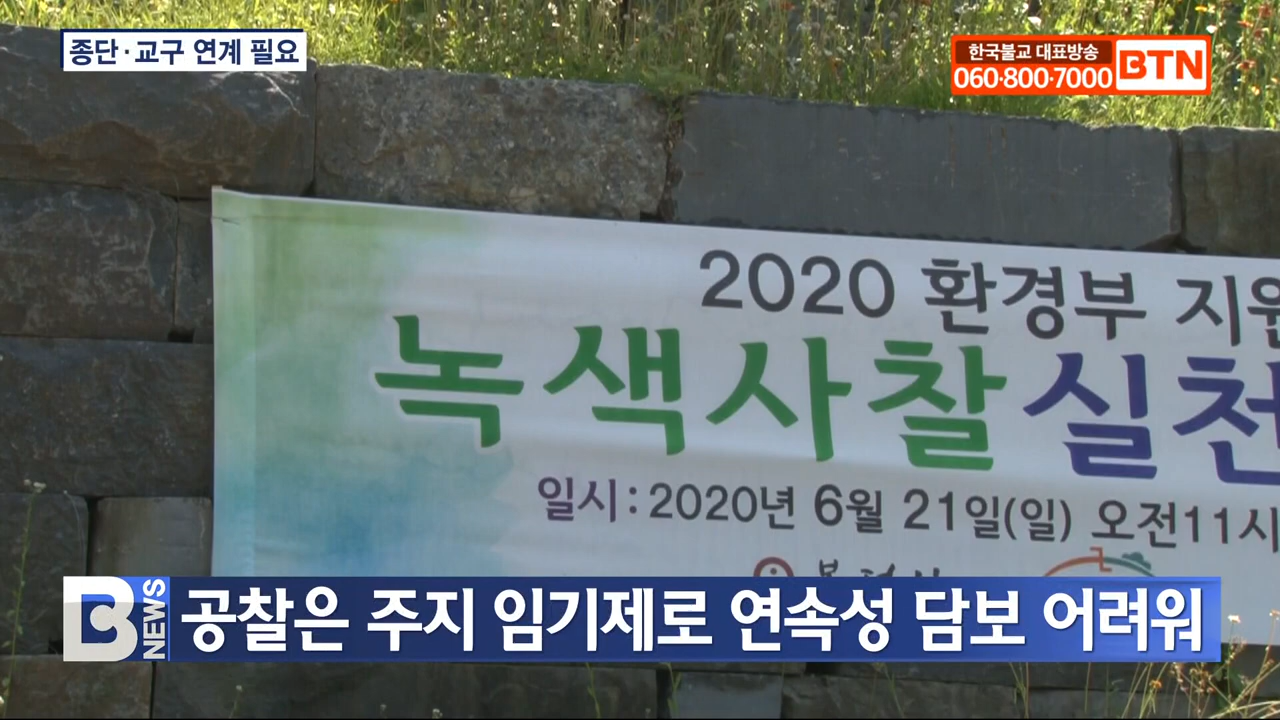 종단·교구 연계 필요
한국불교 대표방송
060·800·7000
BTN
2020 환경부
녹색사찰실천
일시 : 2020년 6월 21일(일) 오전11시
B NEWS
공찰은 주지 임기제로 연속성 담보 어려워